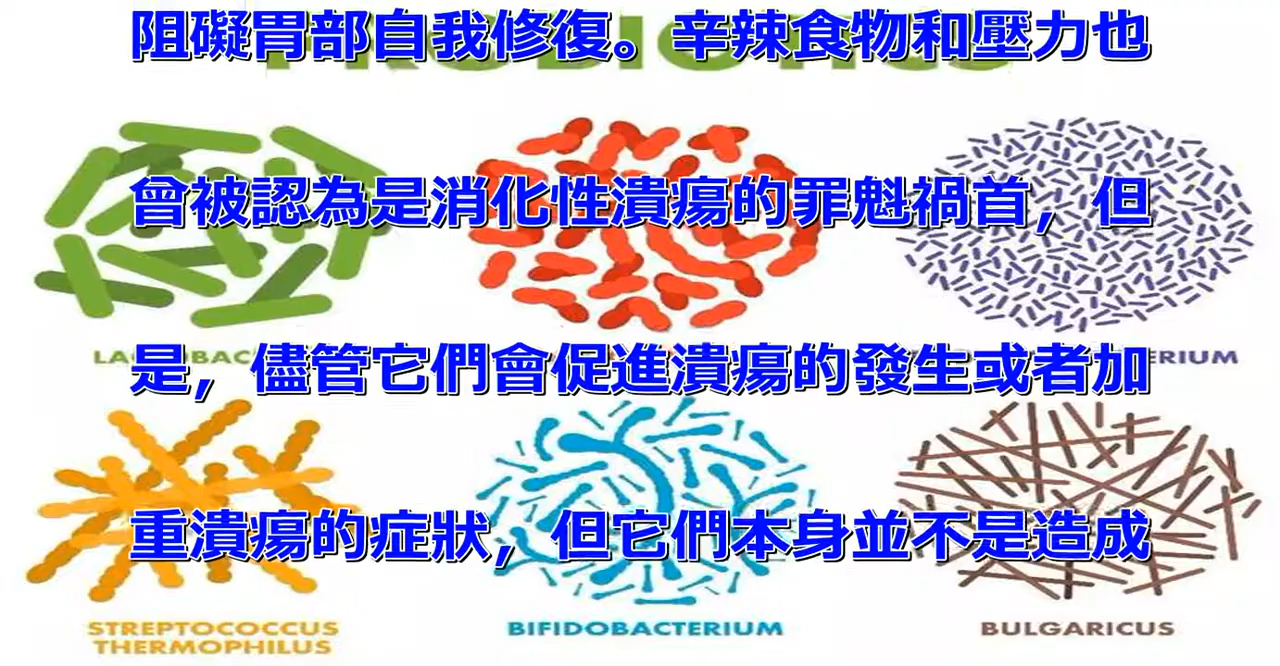 阻礙胃部自我修復。辛辣食物和壓力也
曾被認為是消化性潰瘍的罪魁禍首，但
是，儘管它們會促進潰瘍的發生或者加
重潰瘍的症狀，但它們本身並不是造成
STREPTOCOCCUS
THERMOPHILUS
BIFIDOBACTERIUM
BULGARICUS